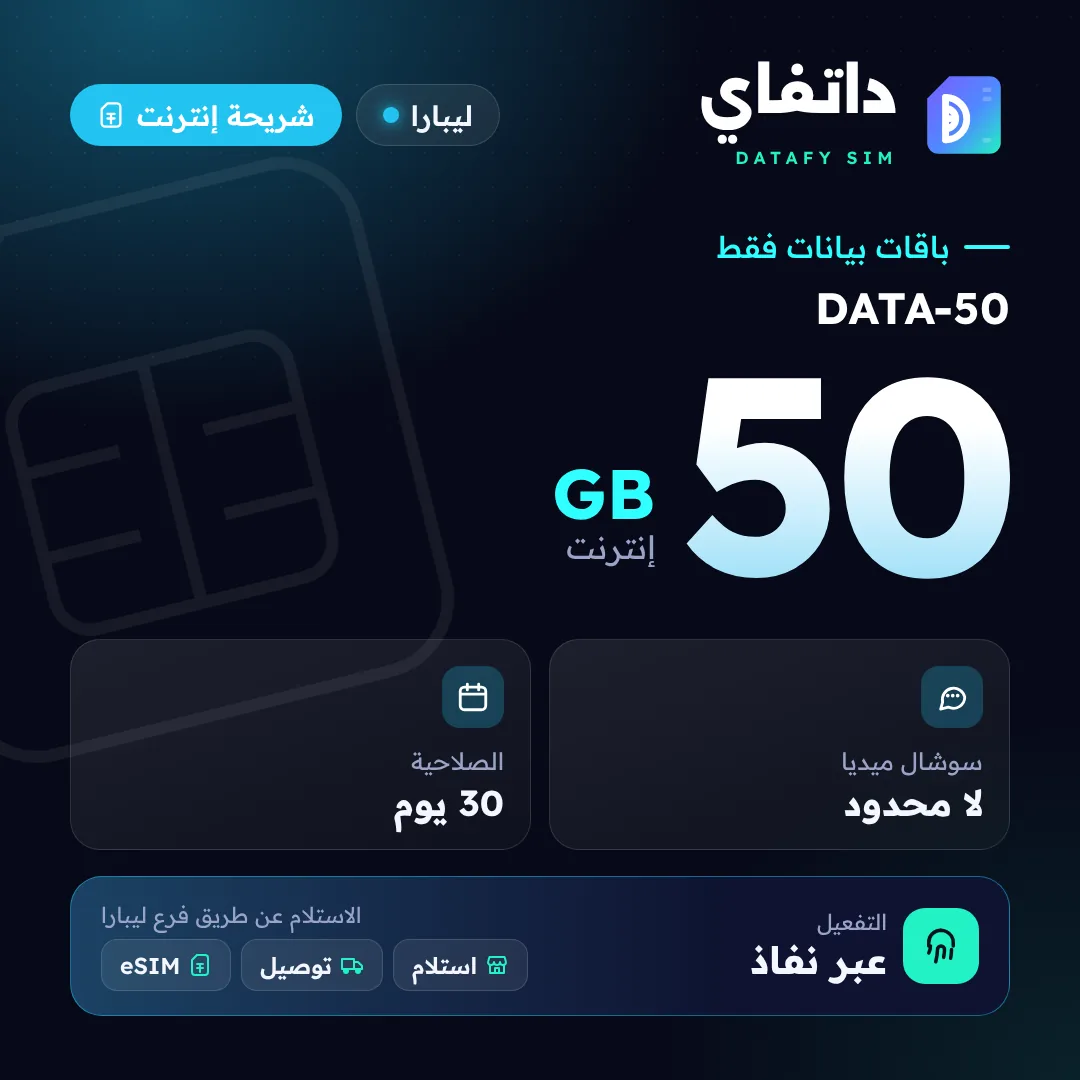 داتفاي
DATAFY SIM
ليبارا
شريحة إنترنت
باقات بيانات فقط
DATA-50
50
GB
إنترنت
سوشال ميديا
لا محدود
الصلاحية
30 يوم
التفعيل
عبر نفاذ
الاستلام عن طريق فرع ليبارا
استلام
توصيل
eSIM